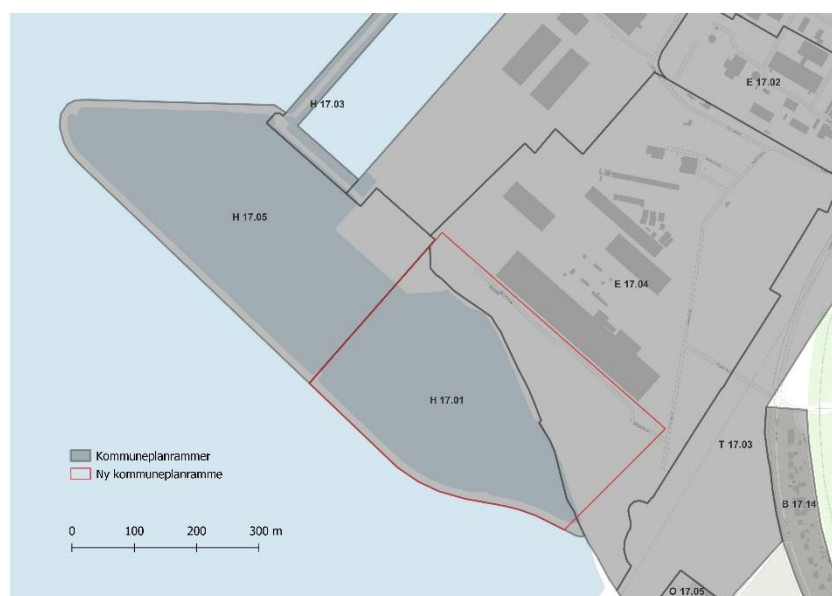 E 17.02
H 17.03
H 17.05
E 17.04
H 17.01
T 17.03
Kommuneplanrammer
Ny kommuneplanramme
B 17.14
0 100 200 300 m
O 17.05